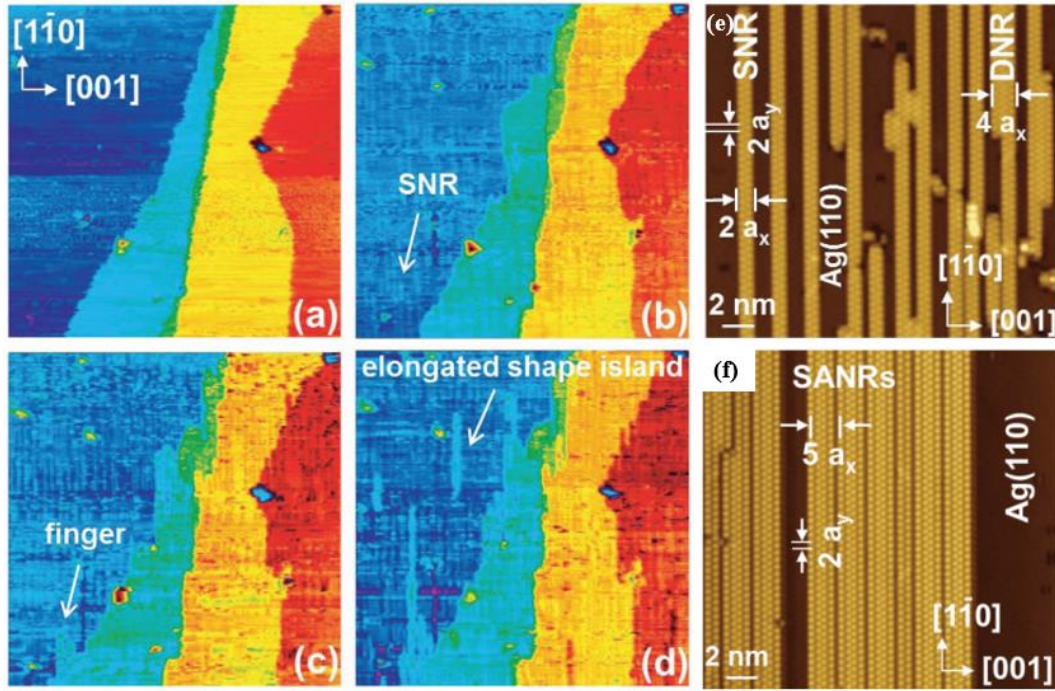 [11̄0]
[001]
(a)
SNR
(b)
finger
(c)
elongated shape island
(d)
(e)
SNR
DNR
2 a_y
4 a_x
2 a_x
Ag(110)
[11̄0]
[001]
2 nm
(f)
SANRs
5 a_x
2 a_y
Ag(110)
[11̄0]
[001]
2 nm